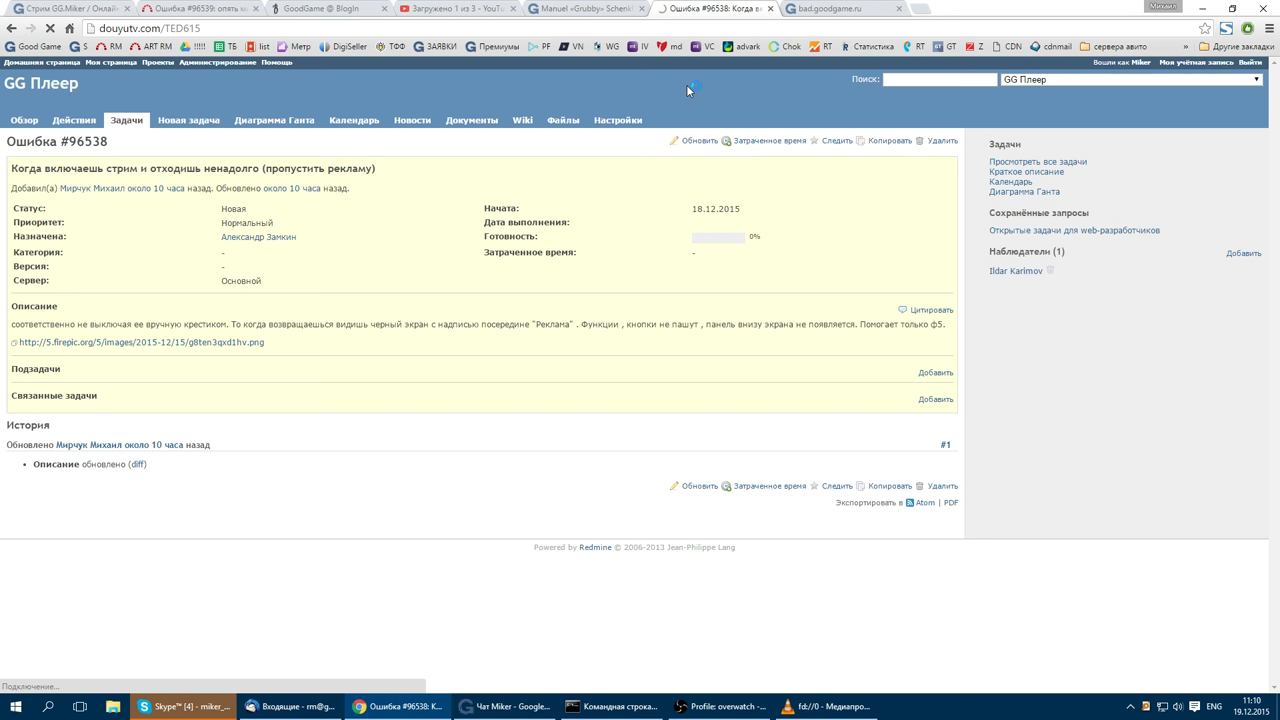 Стрим GG.Miker / Онлайн
Ошибка #96539: опять к
GoodGame @ BlogIn
Загружено 1 из 3 - YouTu
Manuel «Grubby» Schenkh
Ошибка #96538: Когда вк
bad.goodgame.ru
Михаил
douyutv.com/TED615
Good Game
S
RM
ART RM
!!!!
ТБ
list
Метр
DigiSeller
ТФФ
ЗАЯВКИ
Премиумы
PF
VN
WG
IV
md
VC
advark
Chok
RT
Статистика
RT
GT
Z
CDN
cdnmail
сервера авито
»
Другие закладки
Домашняя страница Моя страница Проекты Администрирование Помощь
Вошли как Miker Моя учётная запись Выйти
GG Плеер
Поиск:
GG Плеер
Обзор Действия Задачи Новая задача Диаграмма Ганта Календарь Новости Документы Wiki Файлы Настройки
Ошибка #96538
Обновить Затраченное время Следить Копировать Удалить
Когда включаешь стрим и отходишь ненадолго (пропустить рекламу)
Добавил(а) Мирчук Михаил около 10 часа назад. Обновлено около 10 часа назад.
Статус: Новая Начата: 18.12.2015
Приоритет: Нормальный Дата выполнения:
Назначена: Александр Замкин Готовность: 0%
Категория: - Затраченное время: -
Версия: -
Сервер: Основной
Описание
Цитировать
соответственно не выключая ее вручную крестиком. То когда возвращаешься видишь черный экран с надписью посередине "Реклама" . Функции , кнопки не пашут , панель внизу экрана не появляется. Помогает только ф5.
http://5.firepic.org/5/images/2015-12/15/g8ten3qxd1hv.png
Подзадачи Добавить
Связанные задачи Добавить
История
Обновлено Мирчук Михаил около 10 часа назад #1
Описание обновлено (diff)
Обновить Затраченное время Следить Копировать Удалить
Экспортировать в Atom | PDF
Задачи
Просмотреть все задачи
Краткое описание
Календарь
Диаграмма Ганта
Сохранённые запросы
Открытые задачи для web-разработчиков
Наблюдатели (1) Добавить
Ildar Karimov
Powered by Redmine © 2006-2013 Jean-Philippe Lang
Подключение...
Skype™ [4] - miker_...
Входящие - rm@g...
Ошибка #96538: К...
Чат Miker - Google...
Командная строка...
Profile: overwatch -...
fd://0 - Медиапро...
ENG
11:10
19.12.2015